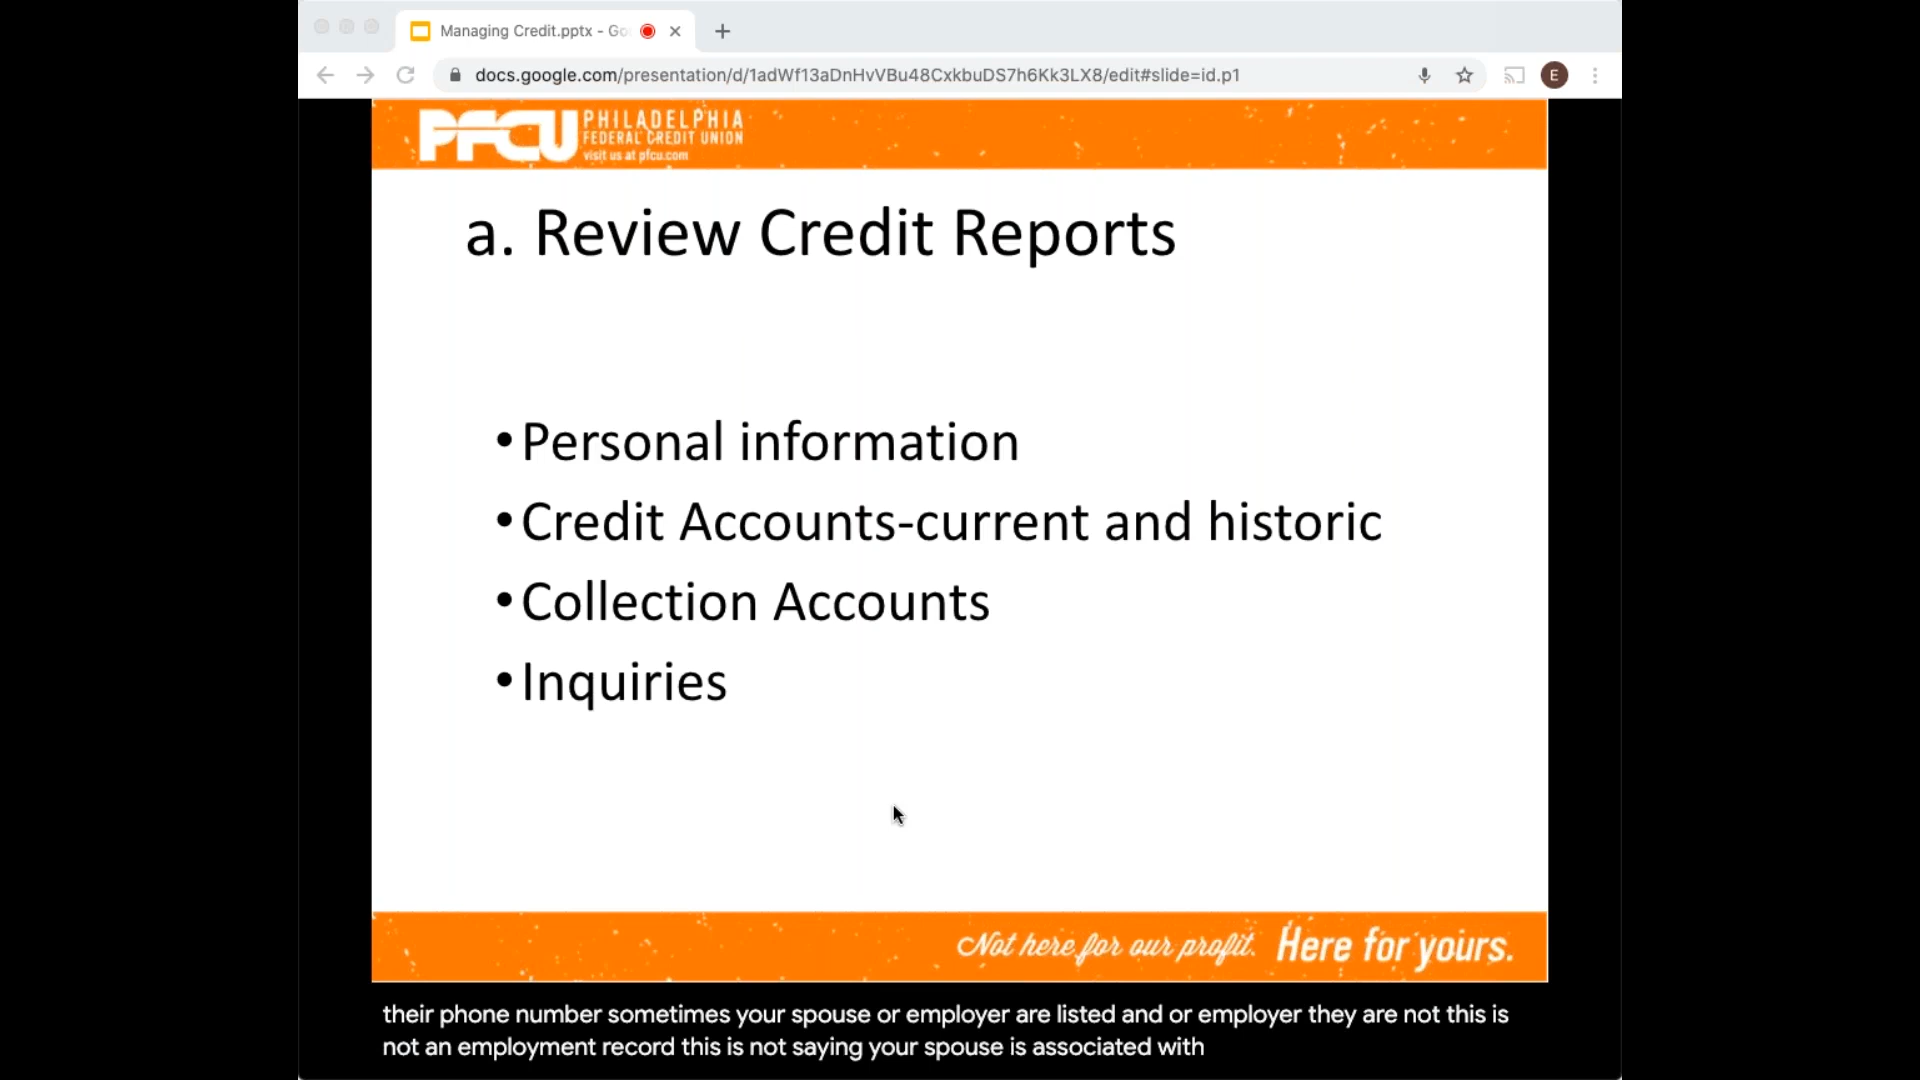 Managing Credit.pptx - Go
docs.google.com/presentation/d/1adWf13aDnHvVBu48CxkbuDS7h6Kk3LX8/edit#slide=id.p1
E
PFCU
PHILADELPHIA
FEDERAL CREDIT UNION
visit us at pfcu.com
a. Review Credit Reports
•Personal information
•Credit Accounts-current and historic
•Collection Accounts
•Inquiries
Not here for our profit. Here for yours.
their phone number sometimes your spouse or employer are listed and or employer they are not this is
not an employment record this is not saying your spouse is associated with